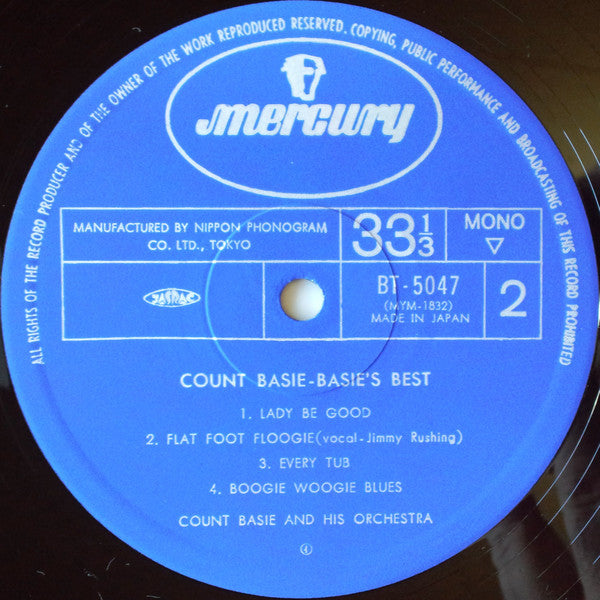 ALL RIGHTS OF THE RECORD PRODUCER AND OF THE OWNER OF THE WORK REPRODUCED RESERVED. COPYING, PUBLIC PERFORMANCE AND BROADCASTING OF THIS RECORD PROHIBITED
mercury
MANUFACTURED BY NIPPON PHONOGRAM
CO. LTD., TOKYO
33 1/3
MONO
▽
JASRAC
BT-5047
(MYM-1832)
MADE IN JAPAN
2
COUNT BASIE-BASIE'S BEST
1. LADY BE GOOD
2. FLAT FOOT FLOOGIE(vocal-Jimmy Rushing)
3. EVERY TUB
4. BOOGIE WOOGIE BLUES
COUNT BASIE AND HIS ORCHESTRA